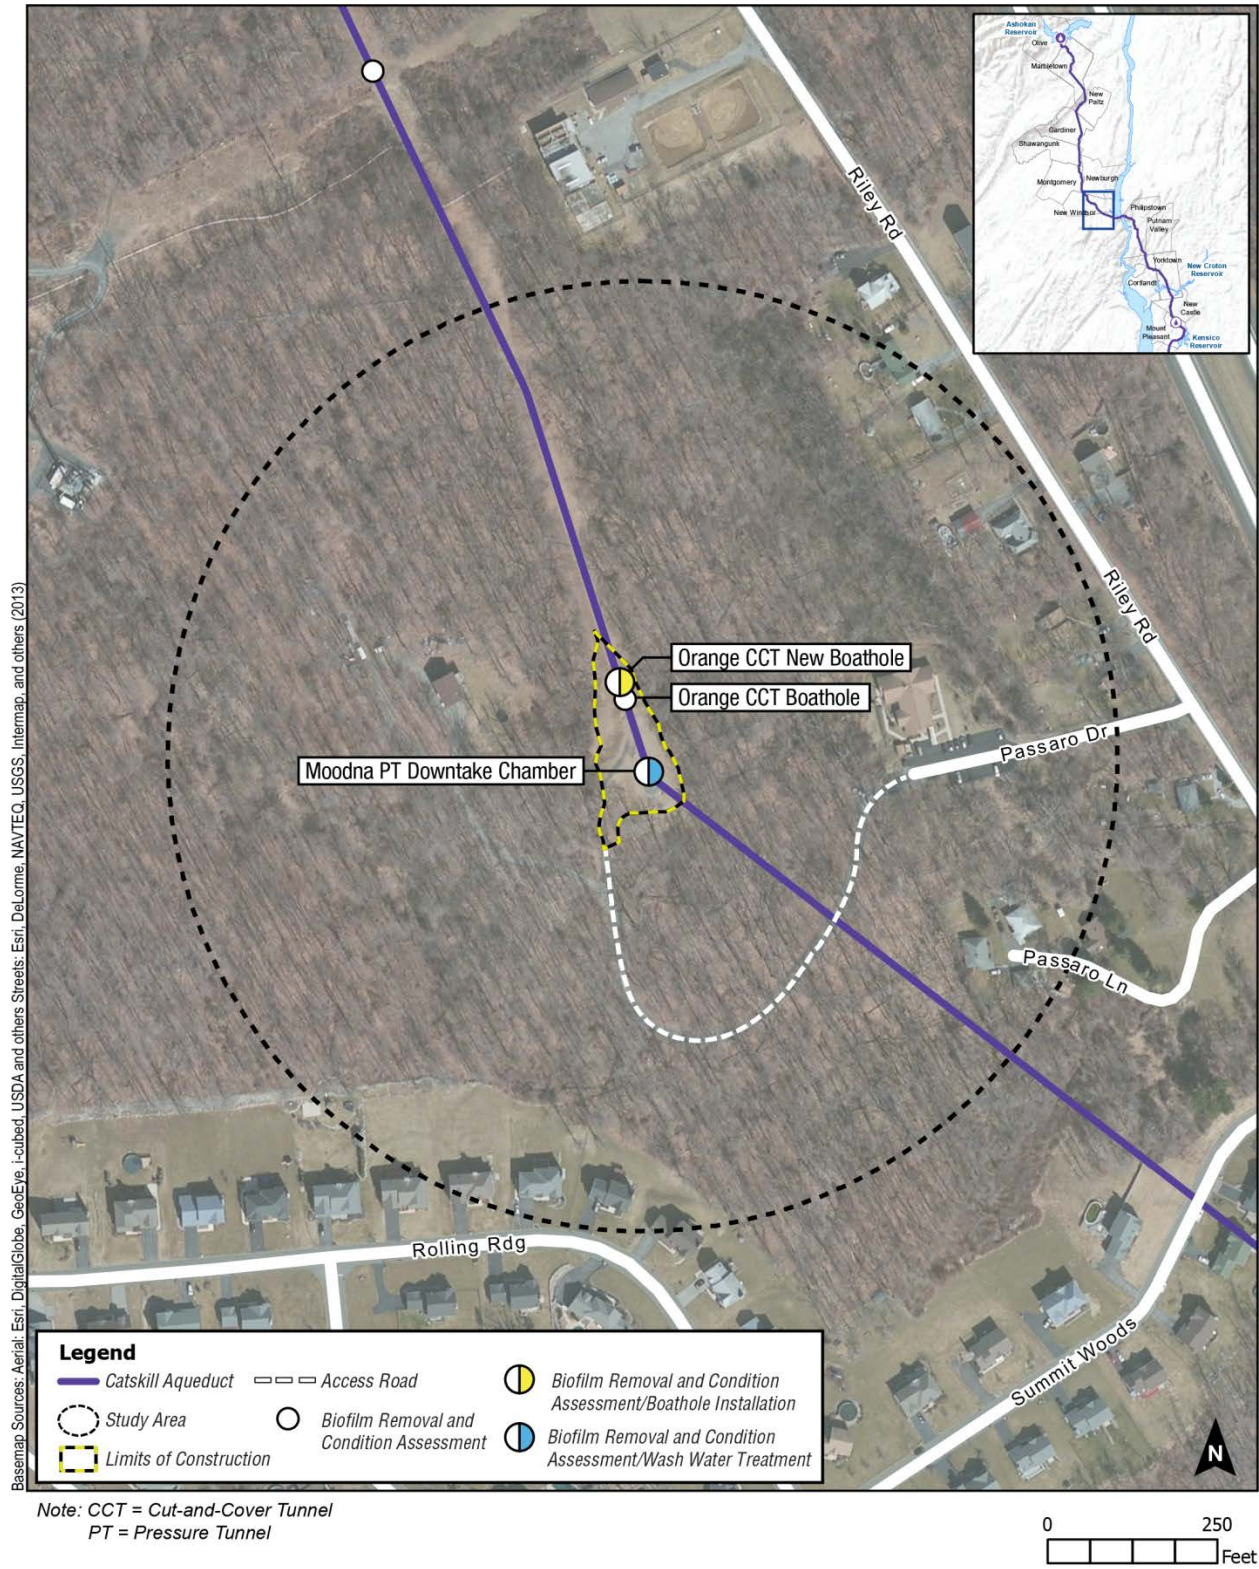 Ashokan
Reservoir
Olive
Marbletown
New
Paltz
Gardiner
Shawangunk
Montgomery
Newburgh
New Windsor
Philipstown
Putnam
Valley
Yorktown
New Croton
Reservoir
Cortlandt
New
Castle
Mount
Pleasant
Kensico
Reservoir
Riley Rd
Riley Rd
Orange CCT New Boathole
Orange CCT Boathole
Moodna PT Downtake Chamber
Passaro Dr
Passaro Ln
Rolling Rdg
Summit Woods
Basemap Sources: Aerial: Esri, DigitalGlobe, GeoEye, i-cubed, USDA and others Streets: Esri, DeLorme, NAVTEQ, USGS, Intermap, and others (2013)
Legend
Catskill Aqueduct
Study Area
Limits of Construction
Access Road
Biofilm Removal and
Condition Assessment
Biofilm Removal and Condition
Assessment/Boathole Installation
Biofilm Removal and Condition
Assessment/Wash Water Treatment
N
Note: CCT = Cut-and-Cover Tunnel
PT = Pressure Tunnel
0 250
Feet